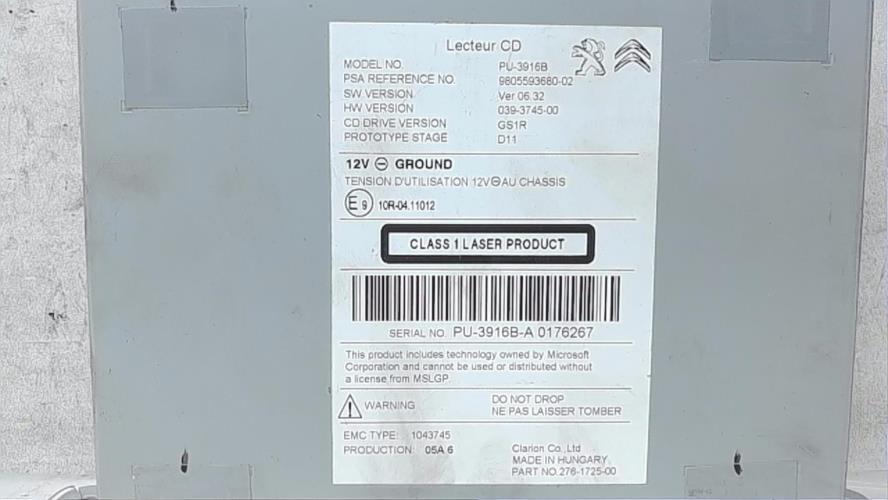 Lecteur CD
MODEL NO. PU-3916B
PSA REFERENCE NO. 9805593680-02
SW VERSION Ver 06.32
HW VERSION 039-3745-00
CD DRIVE VERSION GS1R
PROTOTYPE STAGE D11
12V ⊖ GROUND
TENSION D'UTILISATION 12V⊖AU CHASSIS
E9 10R-04.11012
CLASS 1 LASER PRODUCT
SERIAL NO. PU-3916B-A 0176267
This product includes technology owned by Microsoft
Corporation and cannot be used or distributed without
a license from MSLGP.
WARNING DO NOT DROP
NE PAS LAISSER TOMBER
EMC TYPE: 1043745
PRODUCTION: 05A 6
Clarion Co.,Ltd
MADE IN HUNGARY
PART NO. 276-1725-00